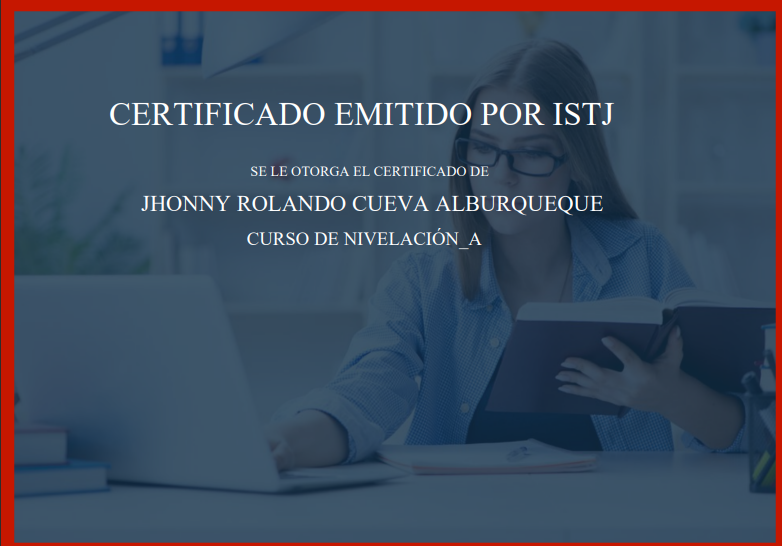 CERTIFICADO EMITIDO POR ISTJ
SE LE OTORGA EL CERTIFICADO DE
JHONNY ROLANDO CUEVA ALBURQUEQUE
CURSO DE NIVELACIÓN_A